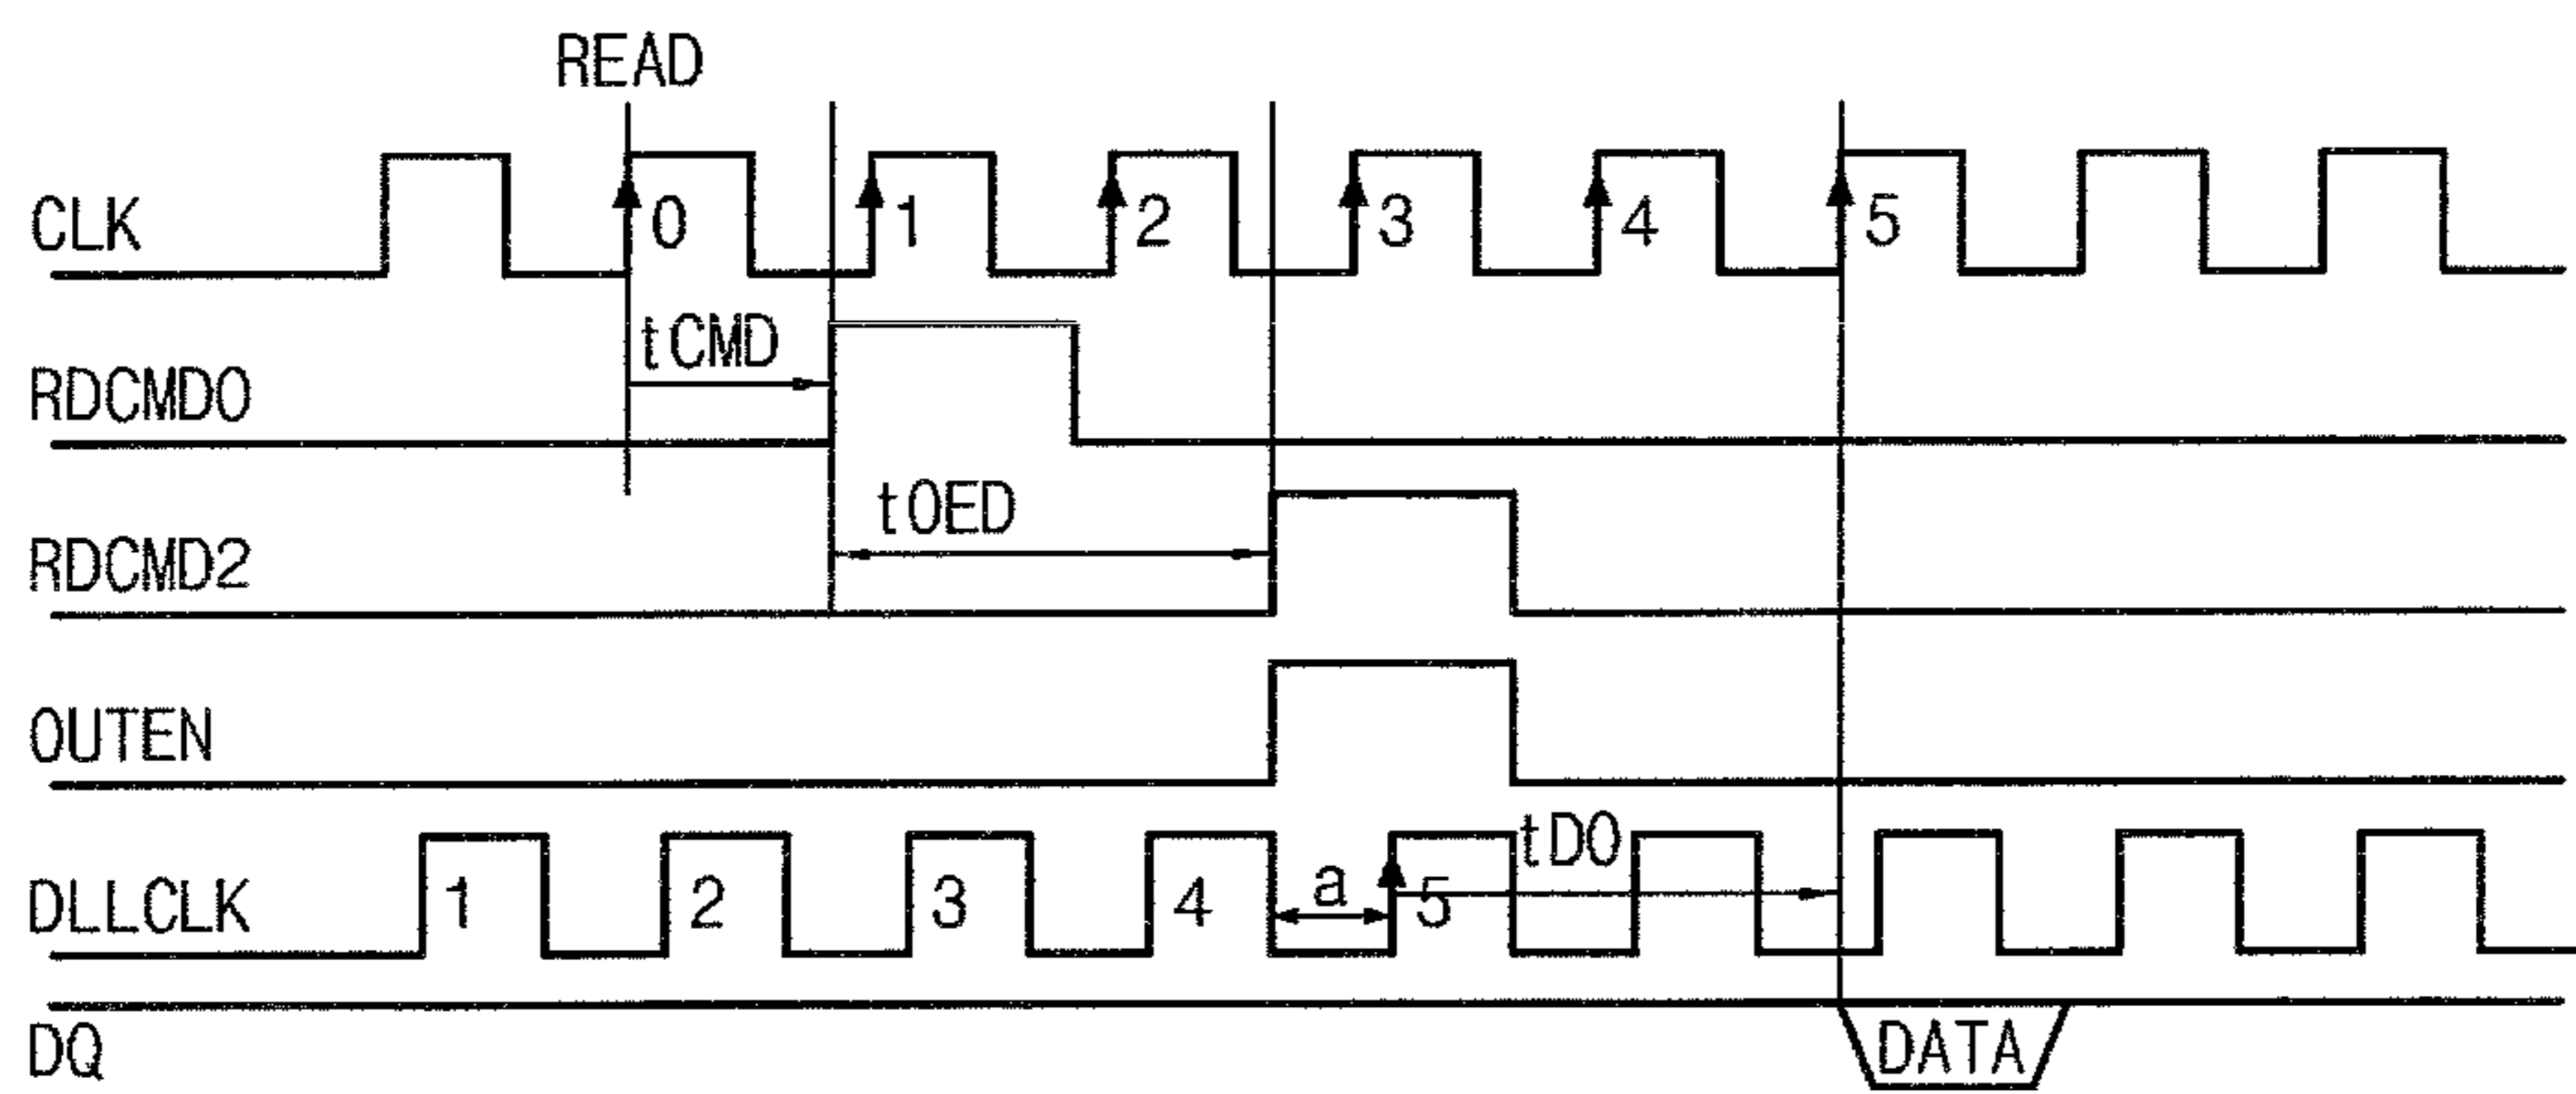 READ
CLK 0 1 2 3 4 5
tCMD
RDCMD0
tOED
RDCMD2
OUTEN
tDO
DLLCLK 1 2 3 4 a 5
DQ DATA